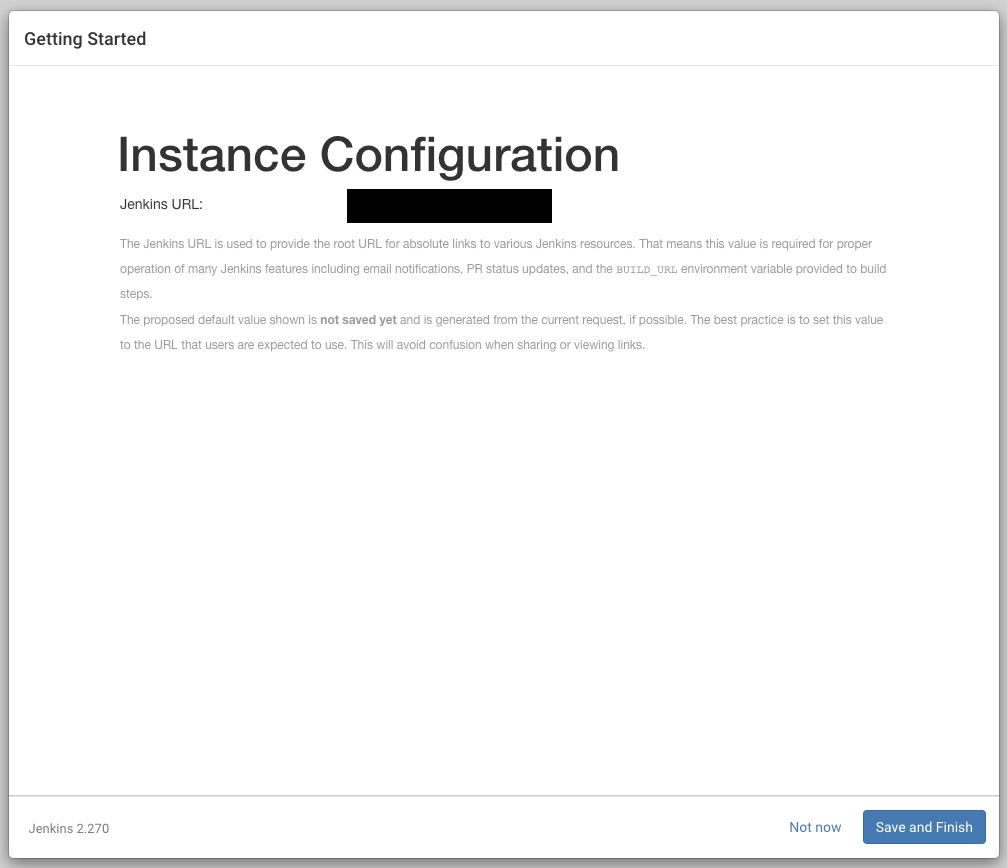 Getting Started
Instance Configuration
Jenkins URL:
The Jenkins URL is used to provide the root URL for absolute links to various Jenkins resources. That means this value is required for proper
operation of many Jenkins features including email notifications, PR status updates, and the BUILD_URL environment variable provided to build
steps.
The proposed default value shown is not saved yet and is generated from the current request, if possible. The best practice is to set this value
to the URL that users are expected to use. This will avoid confusion when sharing or viewing links.
Jenkins 2.270
Not now
Save and Finish